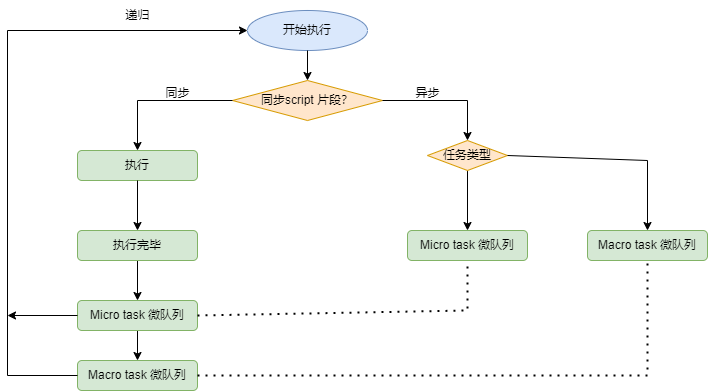 递归
开始执行
同步script 片段?
同步
异步
任务类型
执行
执行完毕
Micro task 微队列
Macro task 微队列
Micro task 微队列
Macro task 微队列